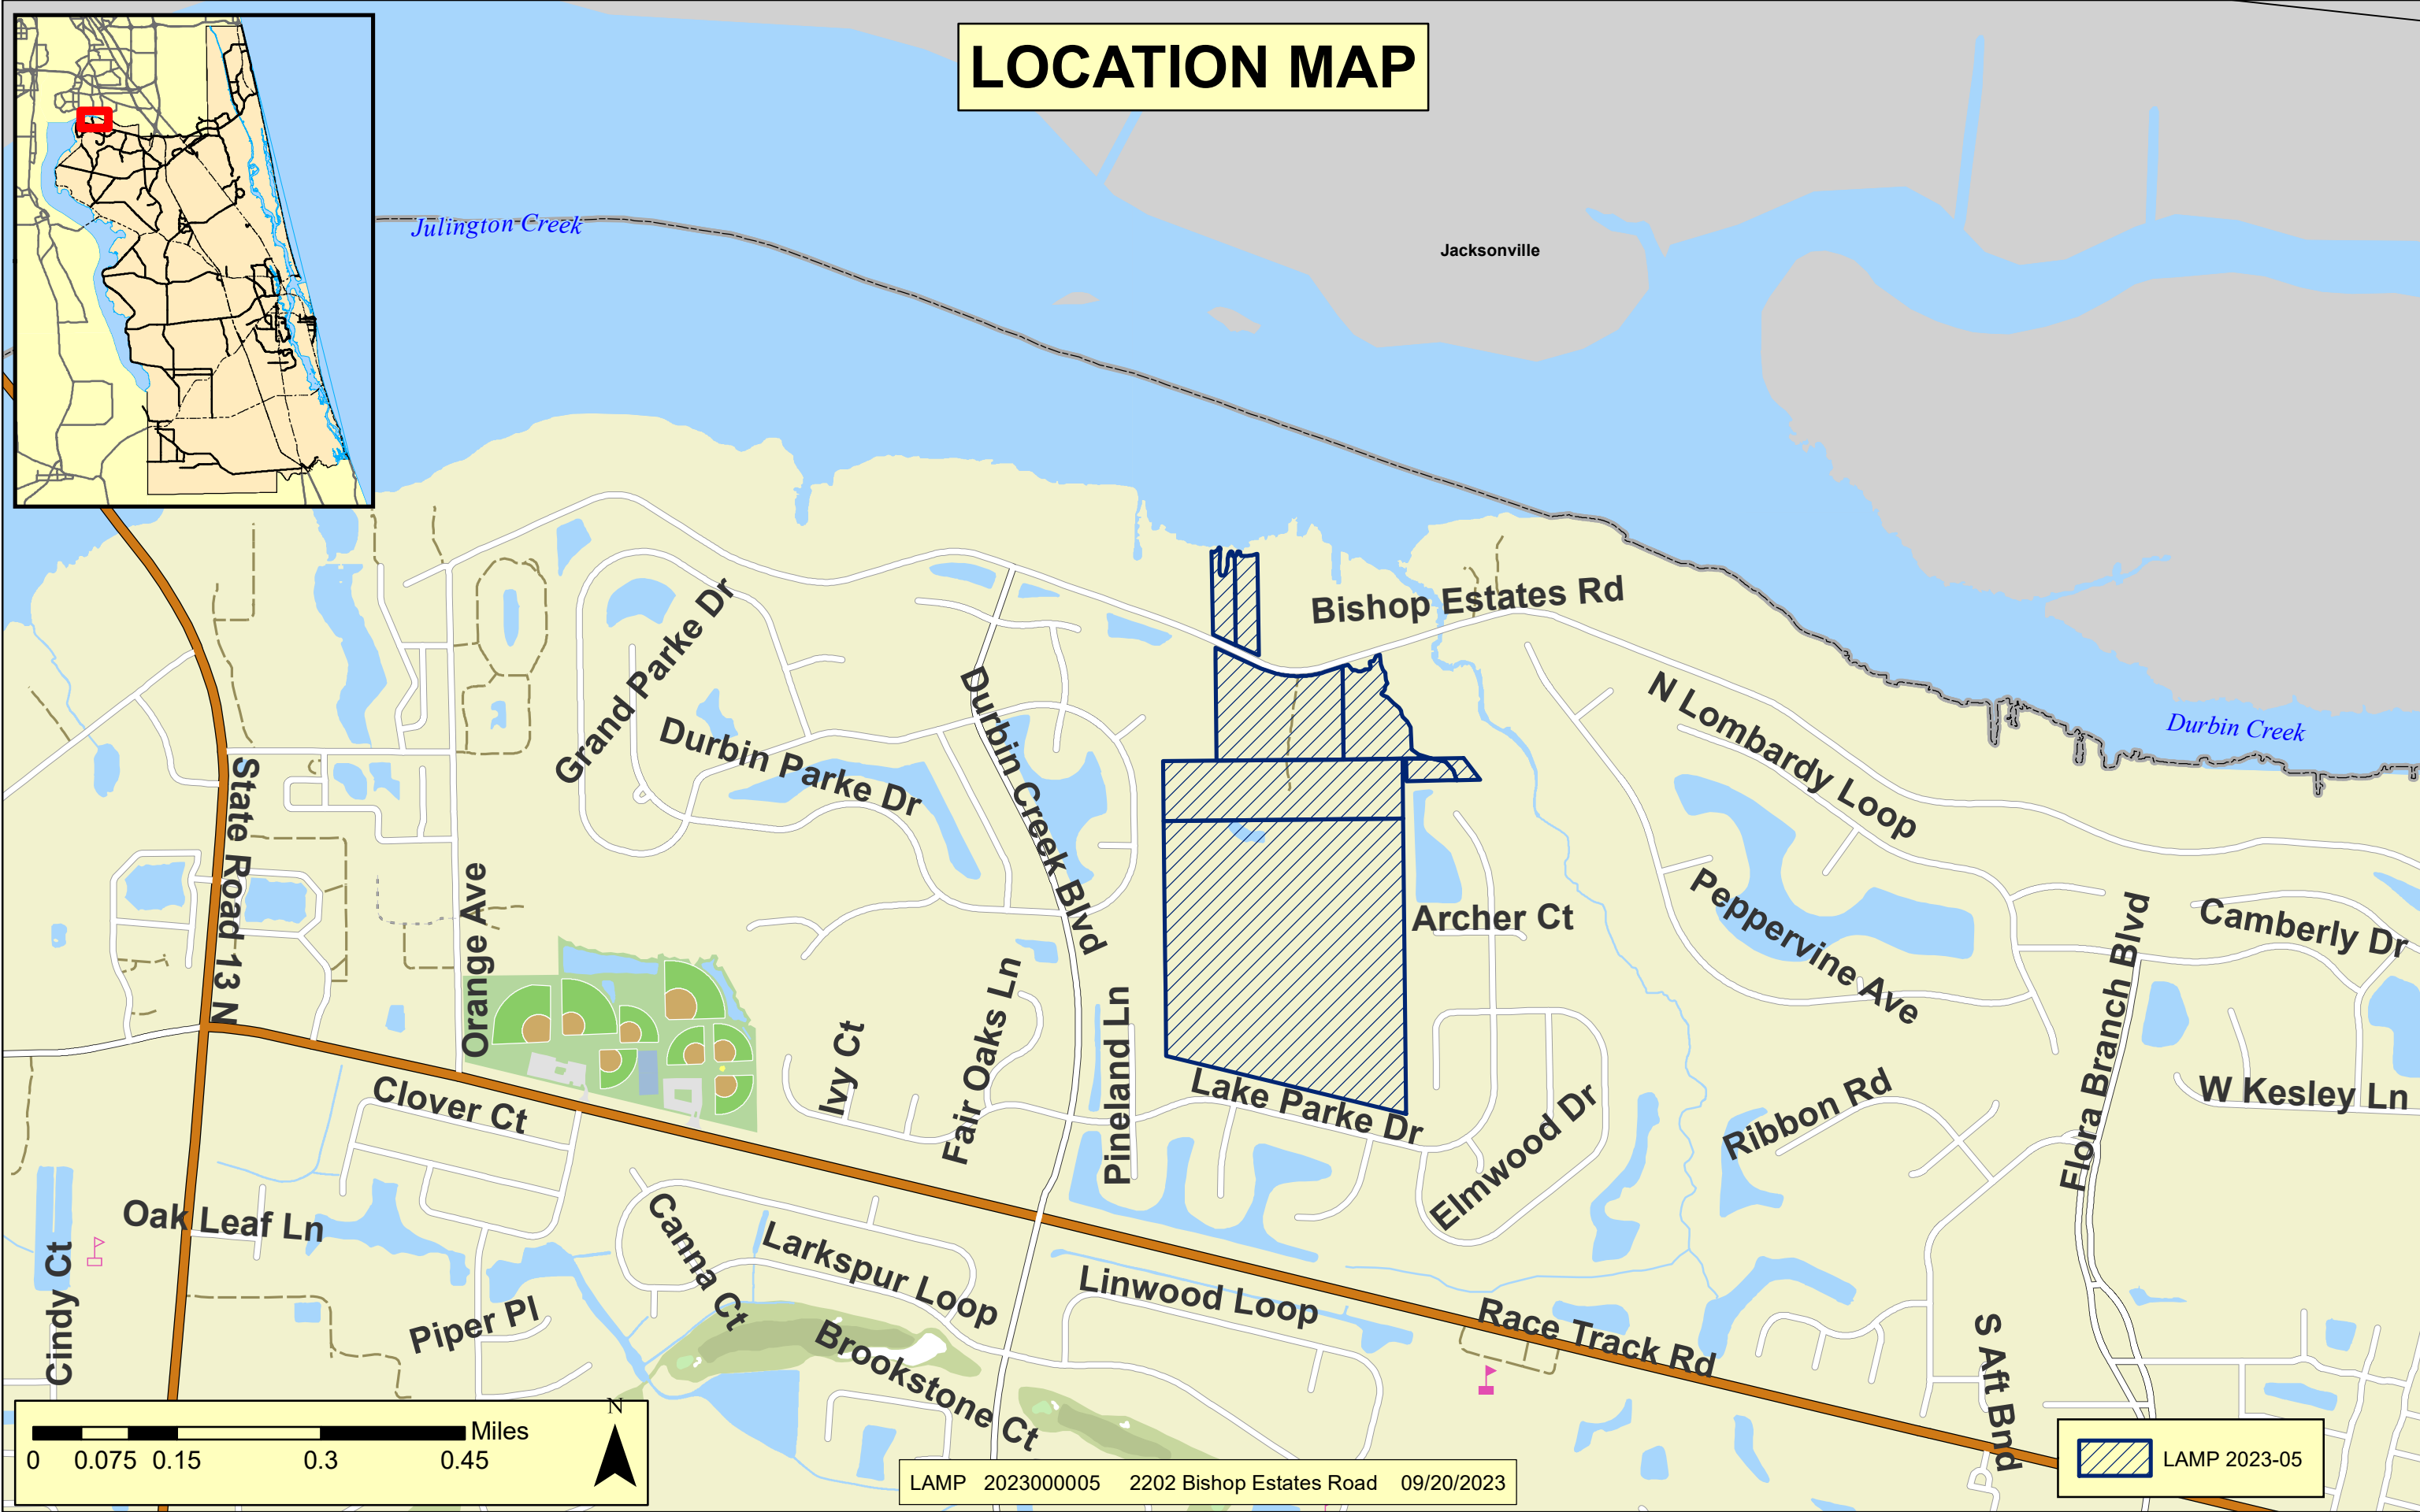 LOCATION MAP
Julington Creek
Jacksonville
Bishop Estates Rd
N Lombardy Loop
Durbin Creek
Grand Parke Dr
Durbin Parke Dr
Durbin Creek Blvd
State Road 13 N
Orange Ave
Archer Ct
Peppervine Ave
Camberly Dr
Flora Branch Blvd
Ivy Ct
Fair Oaks Ln
Pineland Ln
Lake Parke Dr
Elmwood Dr
Ribbon Rd
W Kesley Ln
Clover Ct
Oak Leaf Ln
Cindy Ct
Canna Ct
Larkspur Loop
Linwood Loop
Piper Pl
Brookstone Ct
Race Track Rd
S Aft Bnd
N
Miles
0 0.075 0.15 0.3 0.45
LAMP 2023000005 2202 Bishop Estates Road 09/20/2023
LAMP 2023-05